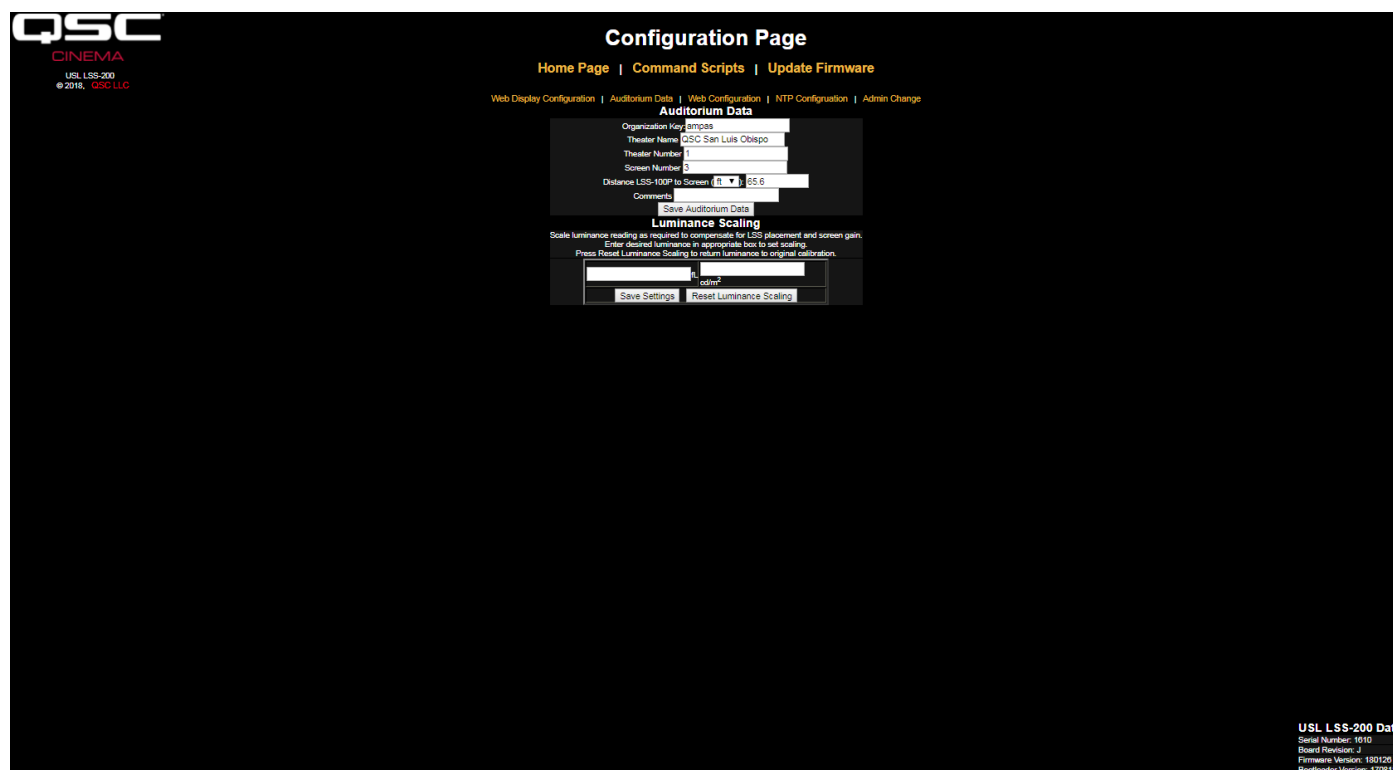 QSC
CINEMA
USL LSS-200
© 2018, QSC LLC
Configuration Page
Home Page | Command Scripts | Update Firmware
Web Display Configuration | Auditorium Data | Web Configuration | NTP Configruation | Admin Change
Auditorium Data
Organization Key: ampas
Theater Name QSC San Luis Obispo
Theater Number 1
Screen Number 3
Distance LSS-100P to Screen ( ft ▼ ): 65.6
Comments
Save Auditorium Data
Luminance Scaling
Scale luminance reading as required to compensate for LSS placement and screen gain.
Enter desired luminance in appropriate box to set scaling.
Press Reset Luminance Scaling to return luminance to original calibration.
fL
cd/m²
Save Settings Reset Luminance Scaling
USL LSS-200 Dat
Serial Number: 1610
Board Revision: J
Firmware Version: 180126
Bootloader Version: 17081